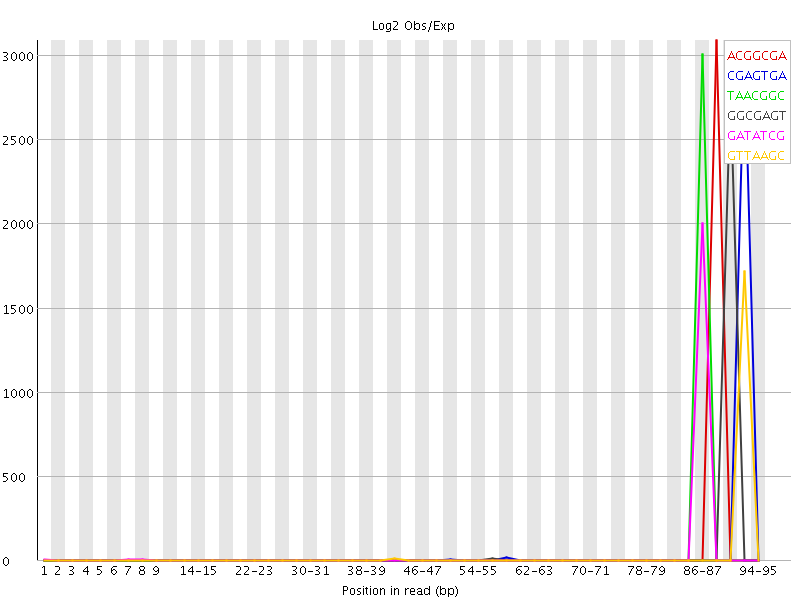 Log2 Obs/Exp
3000
2500
2000
1500
1000
500
0
ACGGCGA
CGAGTGA
TAACGGC
GGCGAGT
GATATCG
GTTAAGC
1 2 3 4 5 6 7 8 9 14-15 22-23 30-31 38-39 46-47 54-55 62-63 70-71 78-79 86-87 94-95
Position in read (bp)